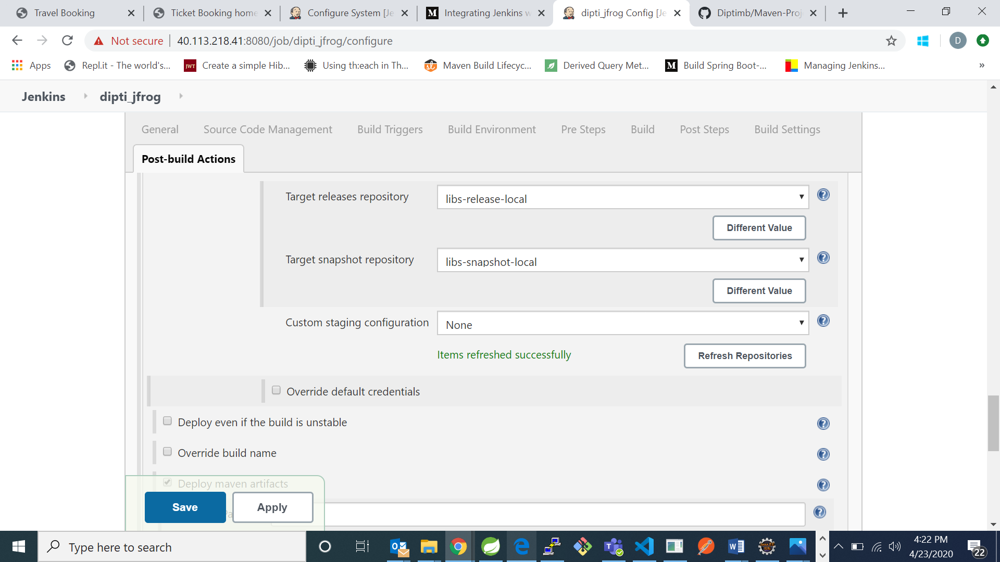 Travel Booking
Ticket Booking home
Configure System [Je
Integrating Jenkins w
dipti_jfrog Config [Je
Diptimb/Maven-Proj
Not secure
40.113.218.41:8080/job/dipti_jfrog/configure
D
Apps
Repl.it - The world's...
JWT
Create a simple Hib...
Using th:each in Th...
Maven Build Lifecyc...
Derived Query Met...
M
Build Spring Boot-...
Managing Jenkins...
»
Jenkins
dipti_jfrog
General
Source Code Management
Build Triggers
Build Environment
Pre Steps
Build
Post Steps
Build Settings
Post-build Actions
Target releases repository
libs-release-local
Different Value
Target snapshot repository
libs-snapshot-local
Different Value
Custom staging configuration
None
Items refreshed successfully
Refresh Repositories
Override default credentials
Deploy even if the build is unstable
Override build name
Deploy maven artifacts
Save
Apply
Type here to search
4:22 PM
4/23/2020
22